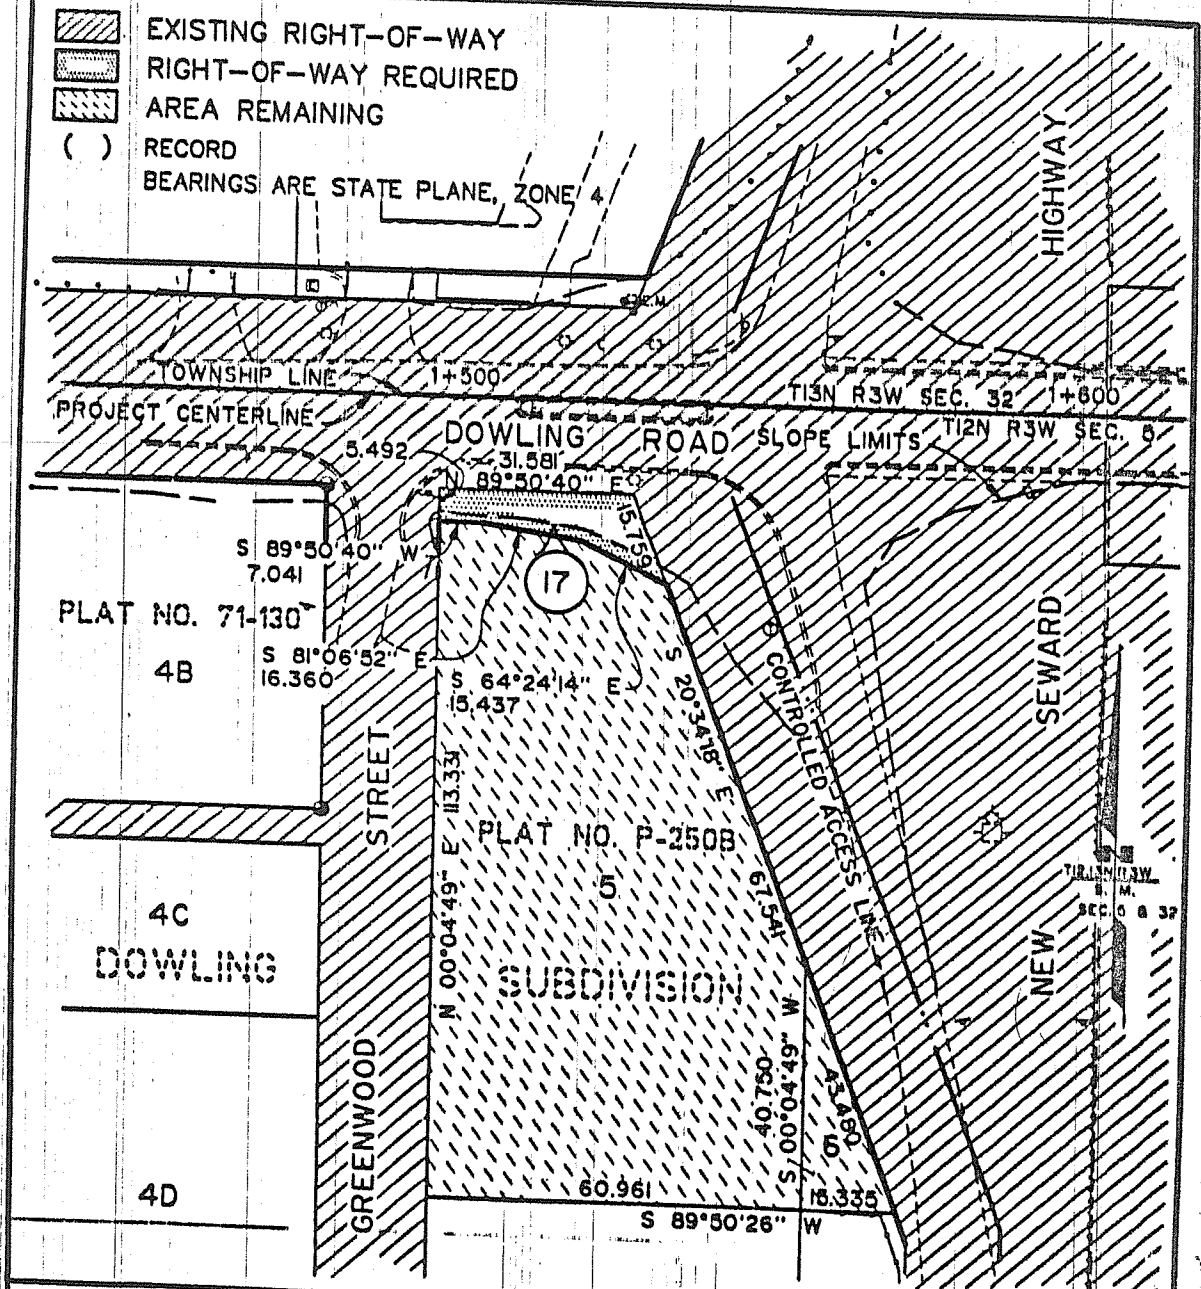 EXISTING RIGHT-OF-WAY
RIGHT-OF-WAY REQUIRED
AREA REMAINING
( ) RECORD
BEARINGS ARE STATE PLANE, ZONE 4
HIGHWAY
TOWNSHIP LINE
1+500
T13N R3W SEC. 32
1+600
PROJECT CENTERLINE
DOWLING ROAD
SLOPE LIMITS
T12N R3W SEC.
5.492
31.581
N 89°50'40" E
15.759
S 89°50'40" W
7.041
17
PLAT NO. 71-130
4B
S 81°06'52" E
16.360
S 64°24'14" E
15.437
S 20°34'18" E
67.541
CONTROLLED ACCESS LINE
SEWARD
STREET
N 00°04'49" E 113.331
PLAT NO. P-250B
5
SEC. 32
4C
DOWLING
SUBDIVISION
NEW
GREENWOOD
40.750
S 00°04'49" W
43.480
4D
60.961
S 89°50'26" W